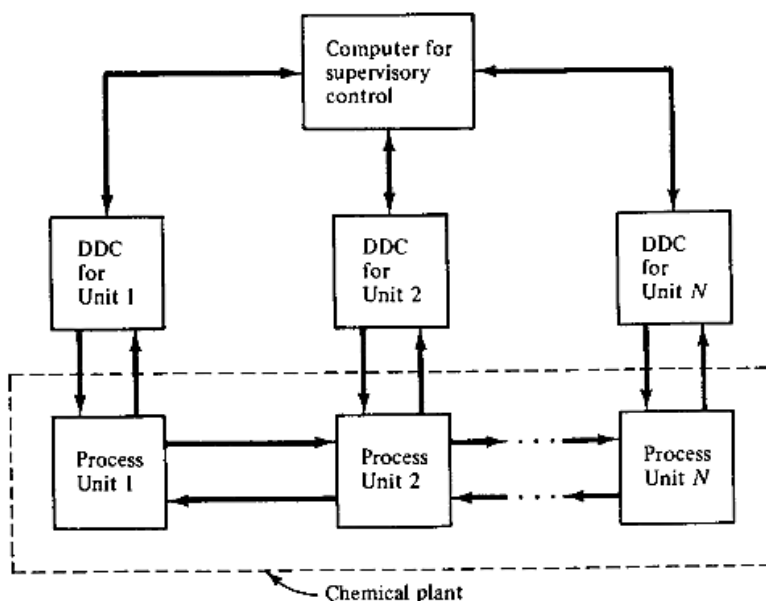 Computer for
supervisory
control
DDC
for
Unit 1
DDC
for
Unit 2
DDC
for
Unit N
Process
Unit 1
Process
Unit 2
Process
Unit N
Chemical plant